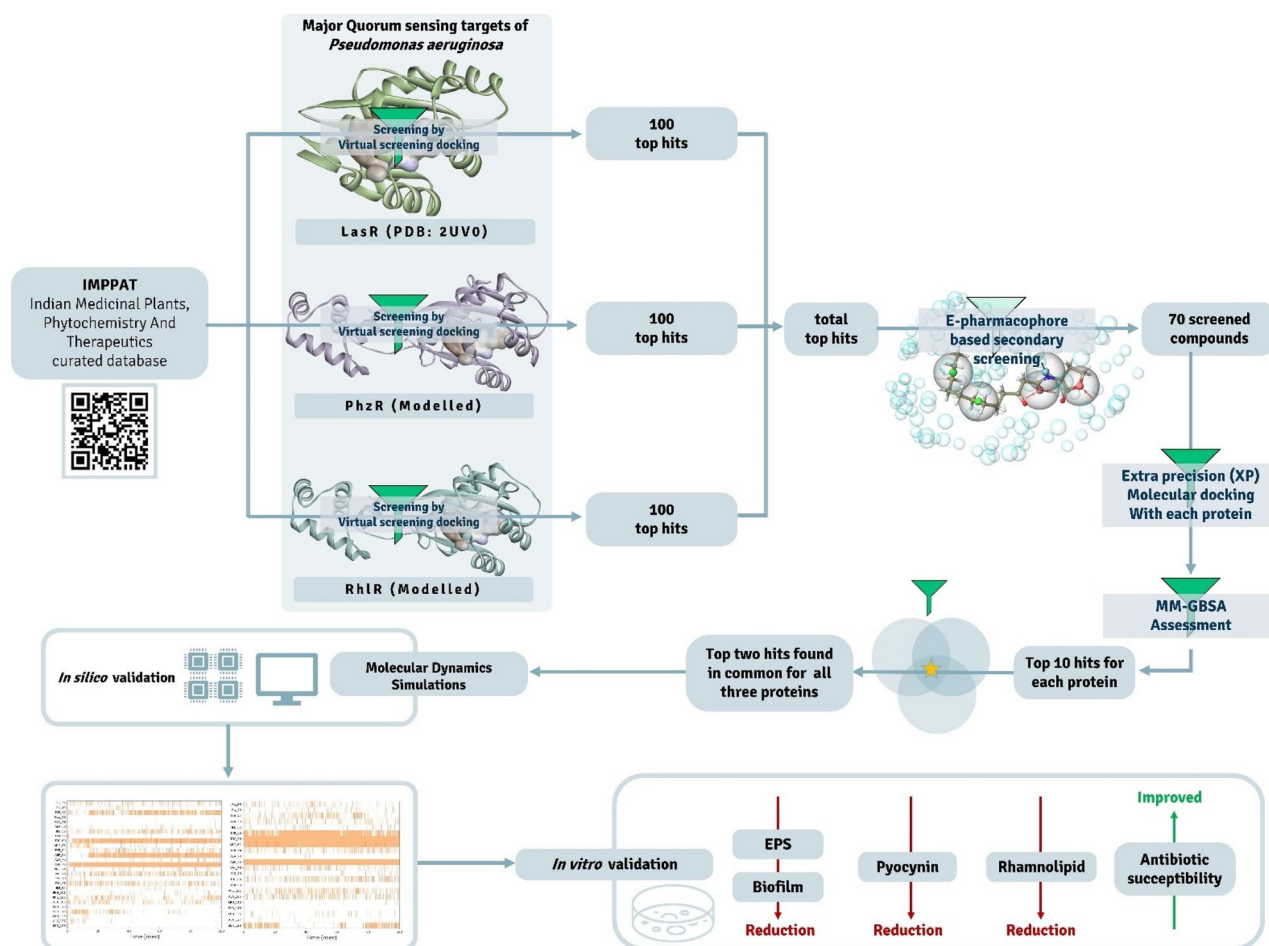 Major Quorum sensing targets of
Pseudomonas aeruginosa
Screening by
Virtual screening docking
LasR (PDB: 2UV0)
100
top hits
IMPPAT
Indian Medicinal Plants,
Phytochemistry And
Therapeutics
curated database
Screening by
Virtual screening docking
PhzR (Modelled)
100
top hits
total
top hits
E-pharmacophore
based secondary
screening
70 screened
compounds
Screening by
Virtual screening docking
RhlR (Modelled)
100
top hits
Extra precision (XP)
Molecular docking
With each protein
MM-GBSA
Assessment
Top 10 hits for
each protein
Top two hits found
in common for all
three proteins
Molecular Dynamics
Simulations
In silico validation
Time (nsec)
Time (nsec)
In vitro validation
EPS
Biofilm
Reduction
Pyocynin
Reduction
Rhamnolipid
Reduction
Improved
Antibiotic
succeptibility